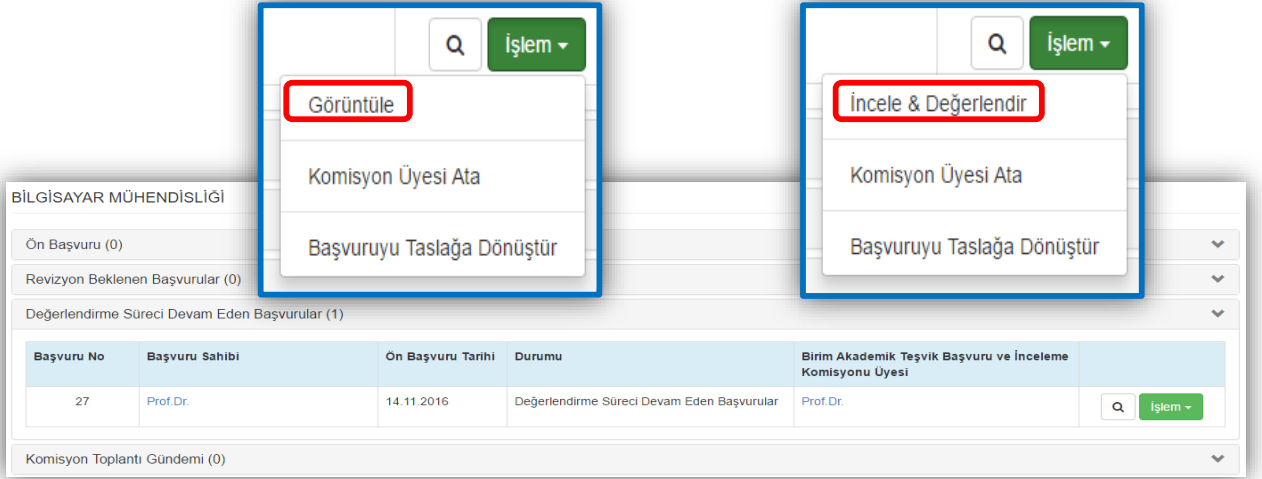 İşlem
Görüntüle
Komisyon Üyesi Ata
Başvuruyu Taslağa Dönüştür
İşlem
İncele & Değerlendir
Komisyon Üyesi Ata
Başvuruyu Taslağa Dönüştür
BİLGİSAYAR MÜHENDİSLİĞİ
Ön Başvuru (0)
Revizyon Beklenen Başvurular (0)
Değerlendirme Süreci Devam Eden Başvurular (1)
Başvuru No Başvuru Sahibi Ön Başvuru Tarihi Durumu Birim Akademik Teşvik Başvuru ve İnceleme
Komisyonu Üyesi
27 Prof.Dr. 14.11.2016 Değerlendirme Süreci Devam Eden Başvurular Prof.Dr. İşlem
Komisyon Toplantı Gündemi (0)